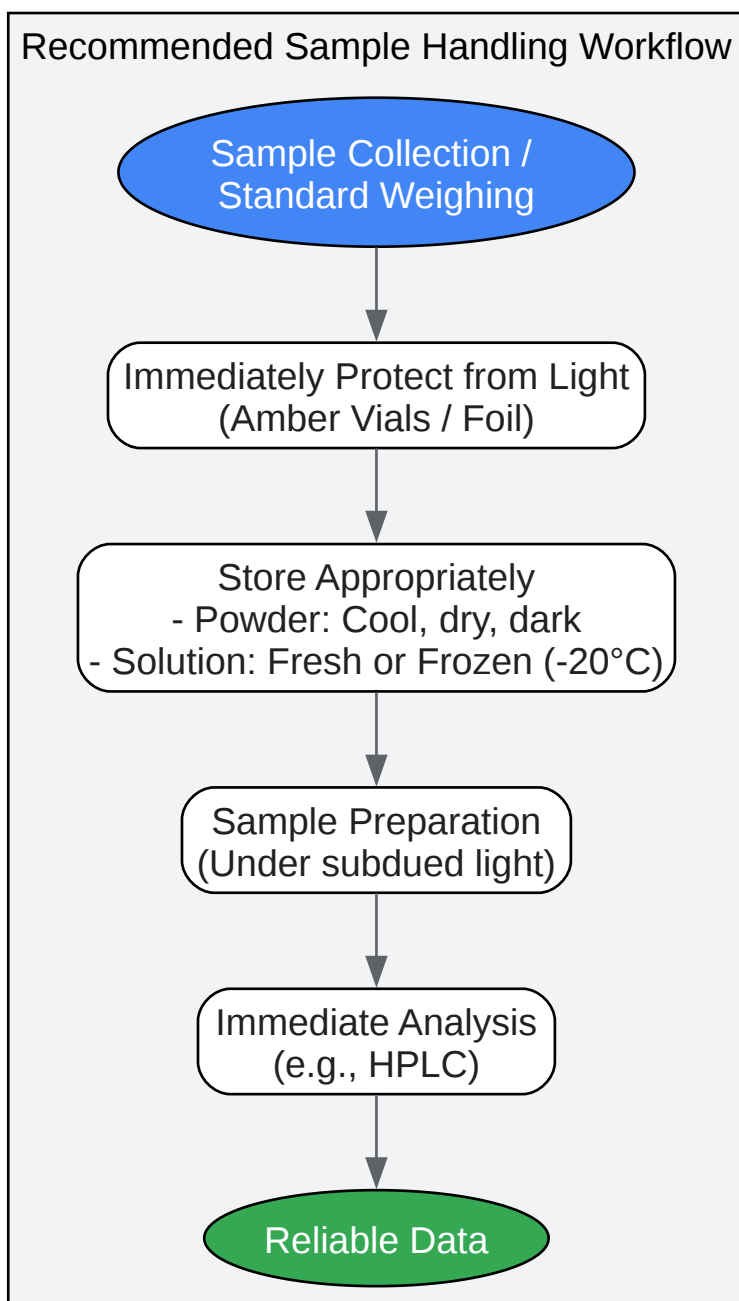 Recommended Sample Handling Workflow
Sample Collection /
Standard Weighing
Immediately Protect from Light
(Amber Vials / Foil)
Store Appropriately
- Powder: Cool, dry, dark
- Solution: Fresh or Frozen (-20°C)
Sample Preparation
(Under subdued light)
Immediate Analysis
(e.g., HPLC)
Reliable Data